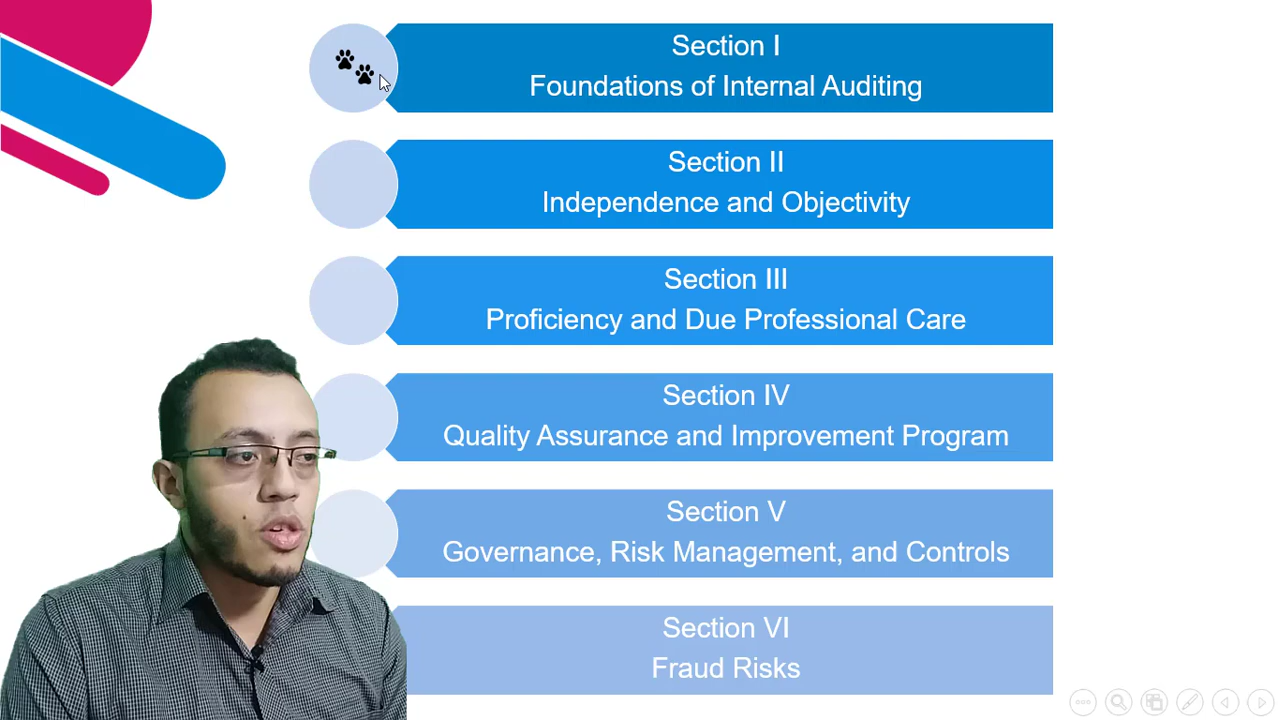 Section I
Foundations of Internal Auditing
Section II
Independence and Objectivity
Section III
Proficiency and Due Professional Care
Section IV
Quality Assurance and Improvement Program
Section V
Governance, Risk Management, and Controls
Section VI
Fraud Risks